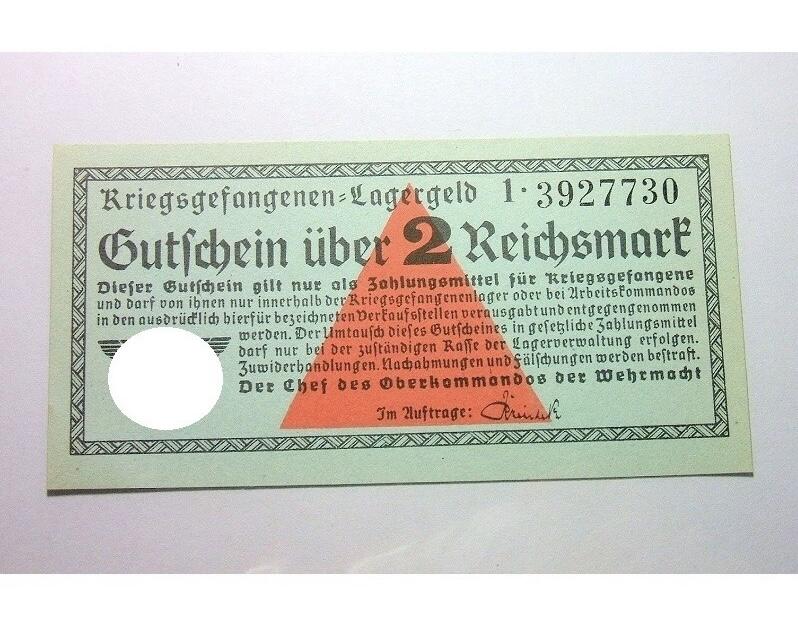 Kriegsgefangenen-Lagergeld 1·3927730
Gutschein über 2 Reichsmark
Dieser Gutschein gilt nur als Zahlungsmittel für Kriegsgefangene
und darf von ihnen nur innerhalb der Kriegsgefangenenlager oder bei Arbeitskommandos
in den ausdrücklich hierfür bezeichneten Verkaufsstellen verausgabt und entgegengenommen
werden. Der Umtausch dieses Gutscheines in gesetzliche Zahlungsmittel
darf nur bei der zuständigen Kasse der Lagerverwaltung erfolgen.
Zuwiderhandlungen, Nachahmungen und Fälschungen werden bestraft.
Der Chef des Oberkommandos der Wehrmacht
Im Auftrage: